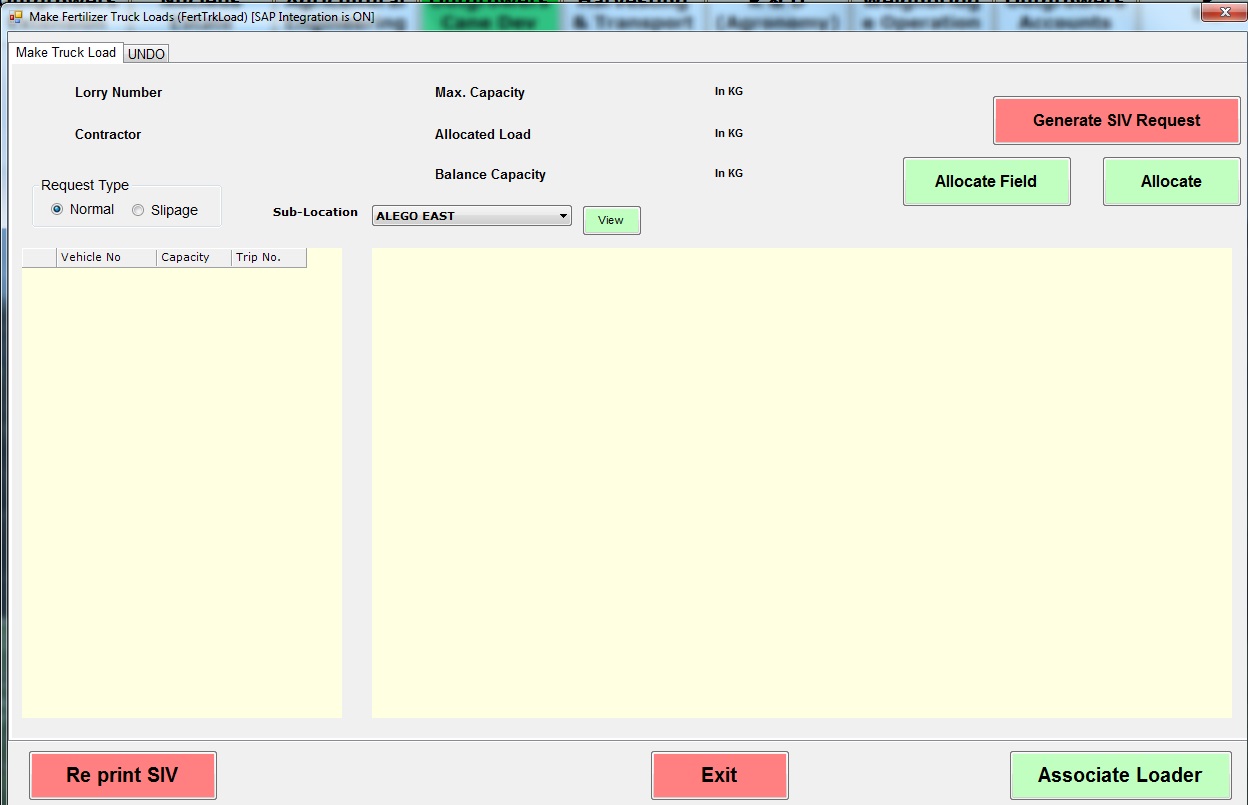 Make Fertilizer Truck Loads (FertTrkLoad) [SAP Integration is ON]
Cane Dev
& Transport
(Agronomy)
e Operation
Accounts
Make Truck Load
UNDO
Lorry Number
Max. Capacity
In KG
Generate SIV Request
Contractor
Allocated Load
In KG
Balance Capacity
In KG
Allocate Field
Allocate
Request Type
Normal
Slipage
Sub-Location
ALEGO EAST
View
Vehicle No
Capacity
Trip No.
Re print SIV
Exit
Associate Loader